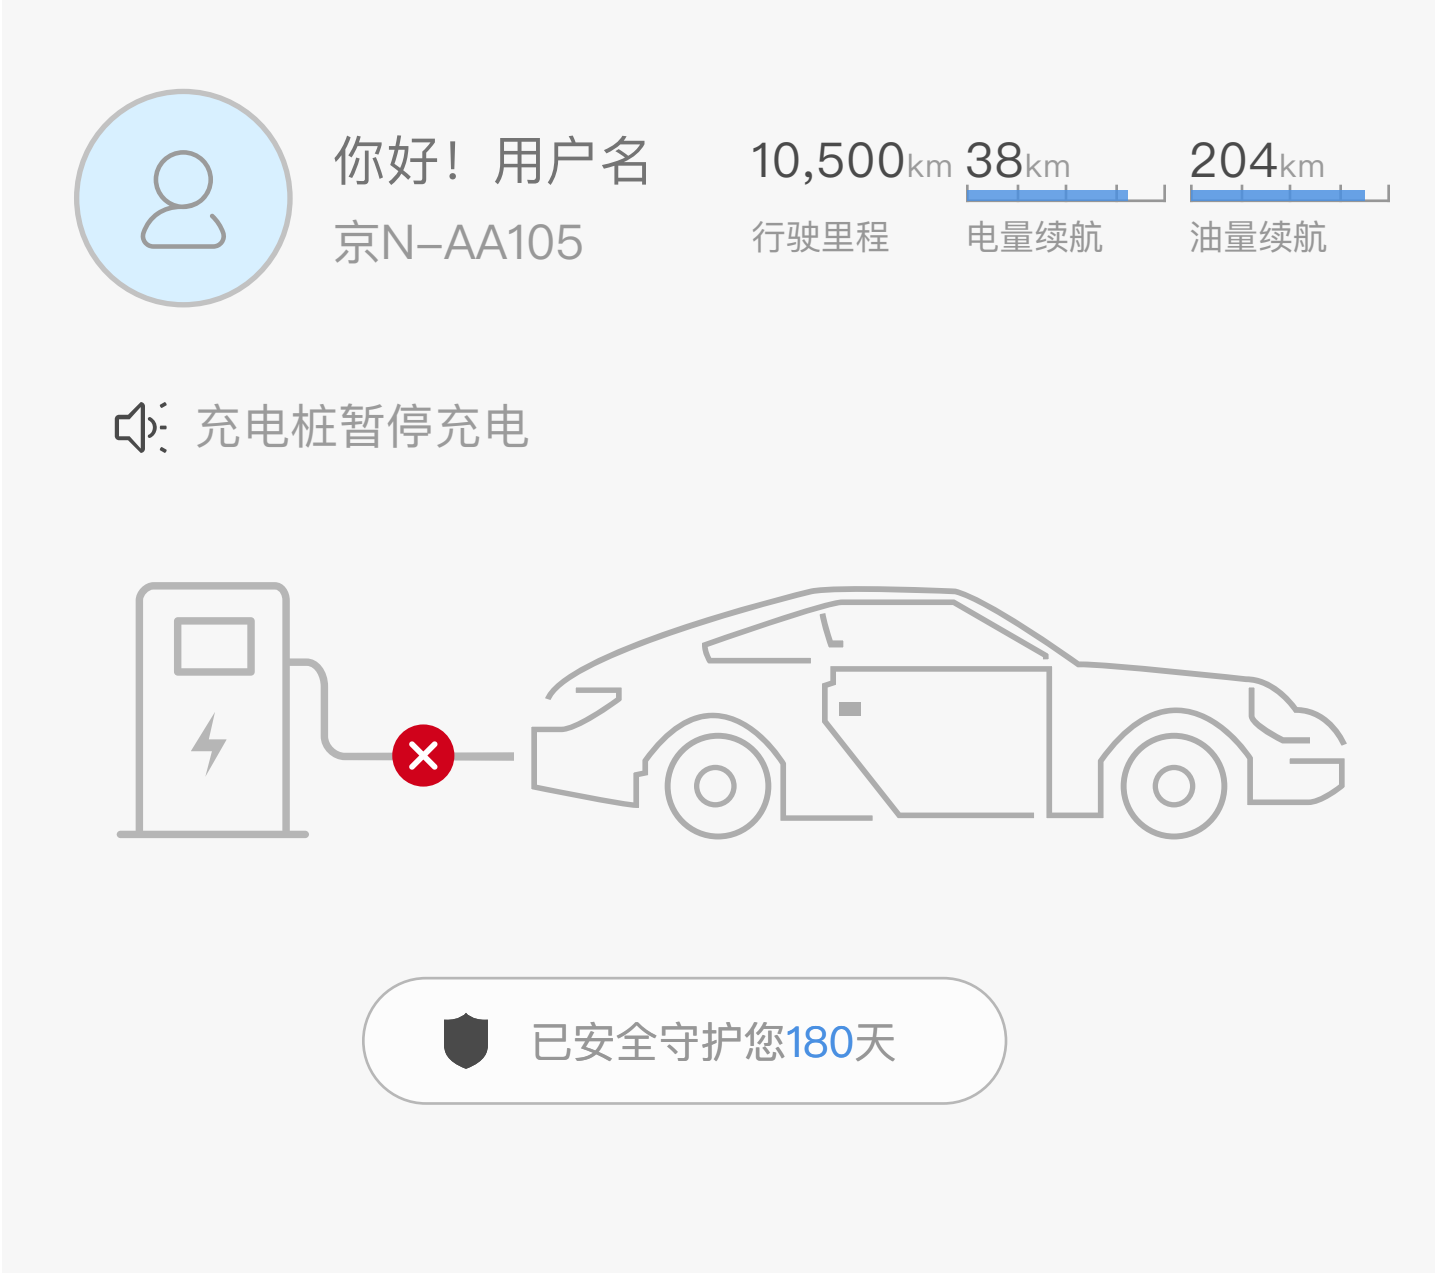 你好！用户名
京N-AA105
10,500km
行驶里程
38km
电量续航
204km
油量续航
充电桩暂停充电
已安全守护您180天